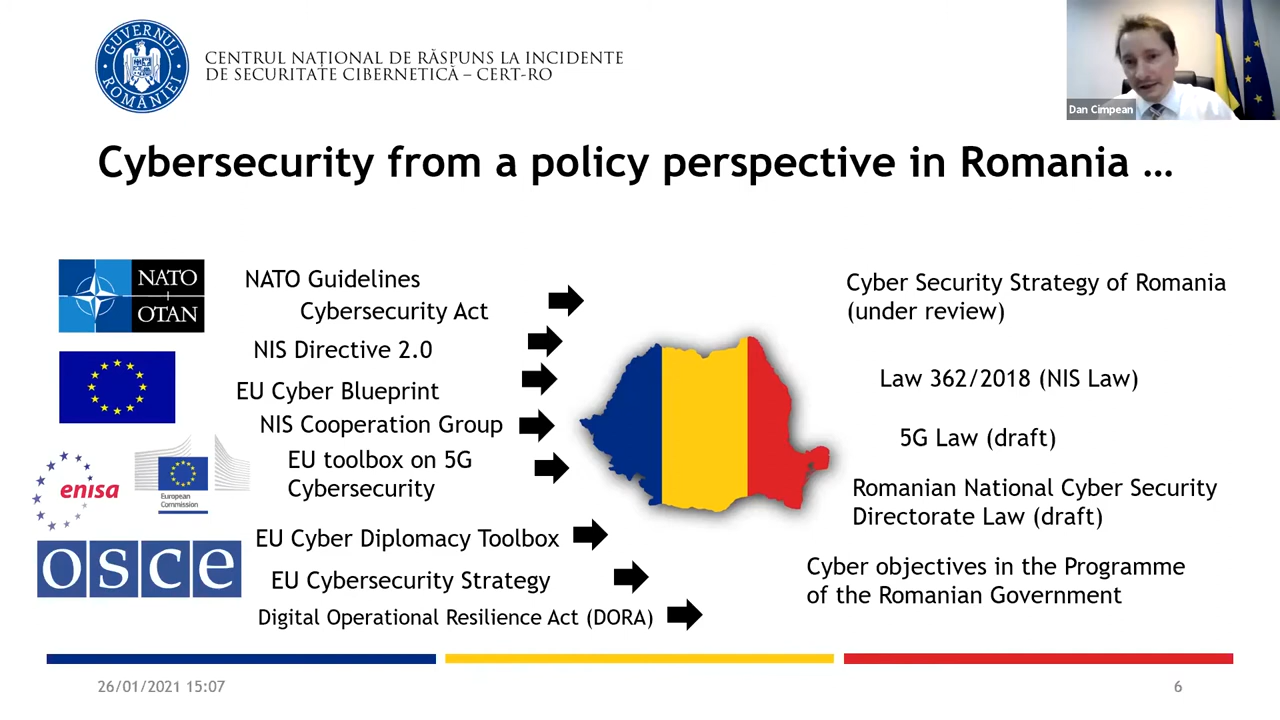 GUVERNUL ROMÂNIEI
CENTRUL NAȚIONAL DE RĂSPUNS LA INCIDENTE
DE SECURITATE CIBERNETICĂ – CERT-RO
Dan Cimpean
Cybersecurity from a policy perspective in Romania …
NATO
OTAN
NATO Guidelines
Cybersecurity Act
NIS Directive 2.0
EU Cyber Blueprint
NIS Cooperation Group
EU toolbox on 5G
Cybersecurity
EU Cyber Diplomacy Toolbox
EU Cybersecurity Strategy
Digital Operational Resilience Act (DORA)
enisa
European
Commission
osce
Cyber Security Strategy of Romania
(under review)
Law 362/2018 (NIS Law)
5G Law (draft)
Romanian National Cyber Security
Directorate Law (draft)
Cyber objectives in the Programme
of the Romanian Government
26/01/2021 15:07
6